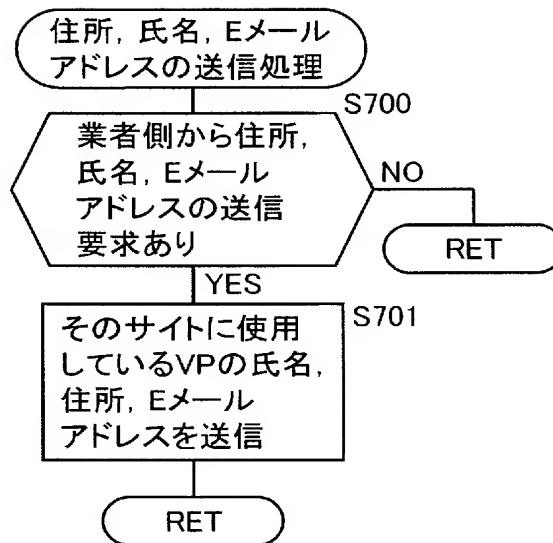 住所, 氏名, Eメール
アドレスの送信処理
S700
業者側から住所,
氏名, Eメール
アドレスの送信
要求あり
NO
RET
YES
S701
そのサイトに使用
しているVPの氏名,
住所, Eメール
アドレスを送信
RET